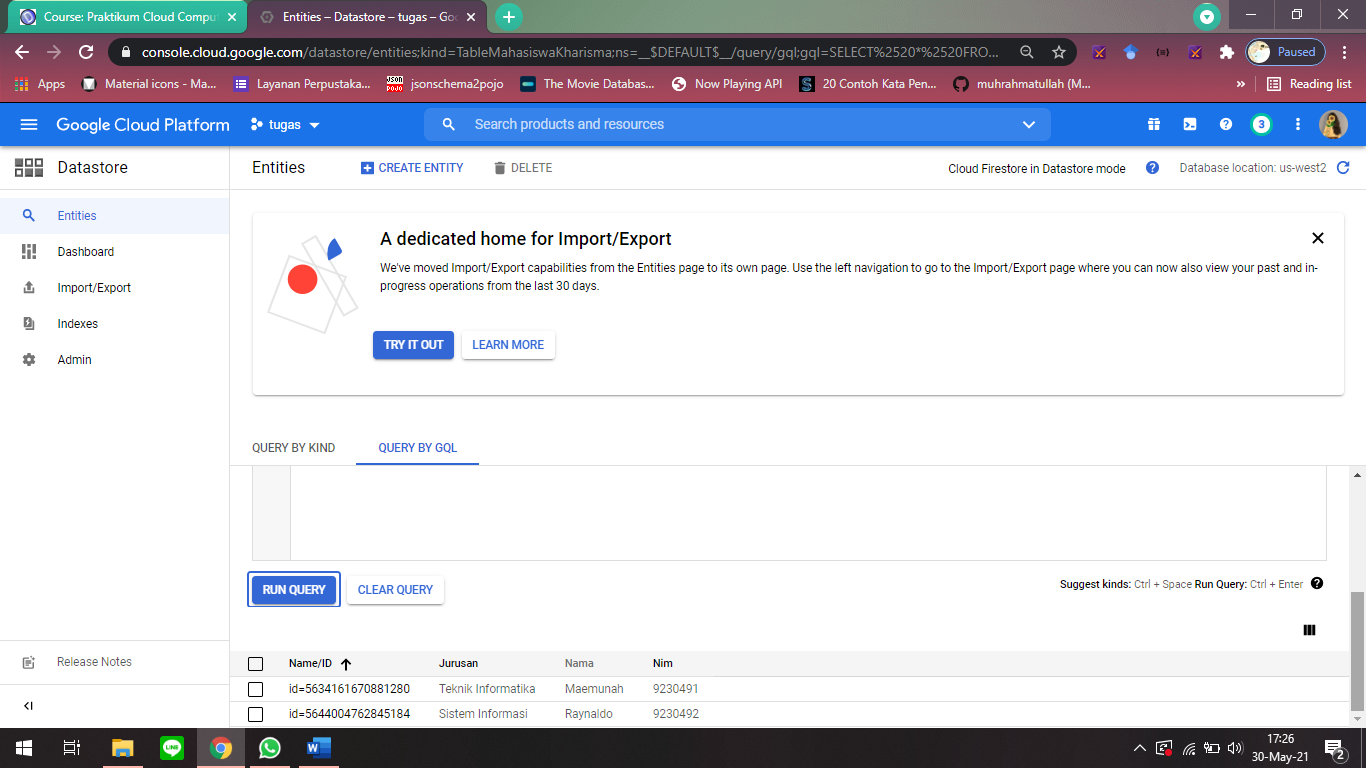 Course: Praktikum Cloud Comput
Entities – Datastore – tugas – Goo
console.cloud.google.com/datastore/entities;kind=TableMahasiswaKharisma;ns=__$DEFAULT$__/query/gql;gql=SELECT%2520*%2520FRO...
Paused
Apps
Material icons - Ma...
Layanan Perpustaka...
JSON
POJO
jsonschema2pojo
The Movie Databas...
Now Playing API
20 Contoh Kata Pen...
muhrahmatullah (M...
»
Reading list
Google Cloud Platform
tugas
Search products and resources
3
Datastore
Entities
CREATE ENTITY
DELETE
Cloud Firestore in Datastore mode
Database location: us-west2
Entities
Dashboard
Import/Export
Indexes
Admin
A dedicated home for Import/Export
We've moved Import/Export capabilities from the Entities page to its own page. Use the left navigation to go to the Import/Export page where you can now also view your past and in-
progress operations from the last 30 days.
TRY IT OUT
LEARN MORE
QUERY BY KIND
QUERY BY GQL
RUN QUERY
CLEAR QUERY
Suggest kinds: Ctrl + Space Run Query: Ctrl + Enter
Name/ID Jurusan Nama Nim
id=5634161670881280 Teknik Informatika Maemunah 9230491
id=5644004762845184 Sistem Informasi Raynaldo 9230492
Release Notes
LINE
17:26
30-May-21
2